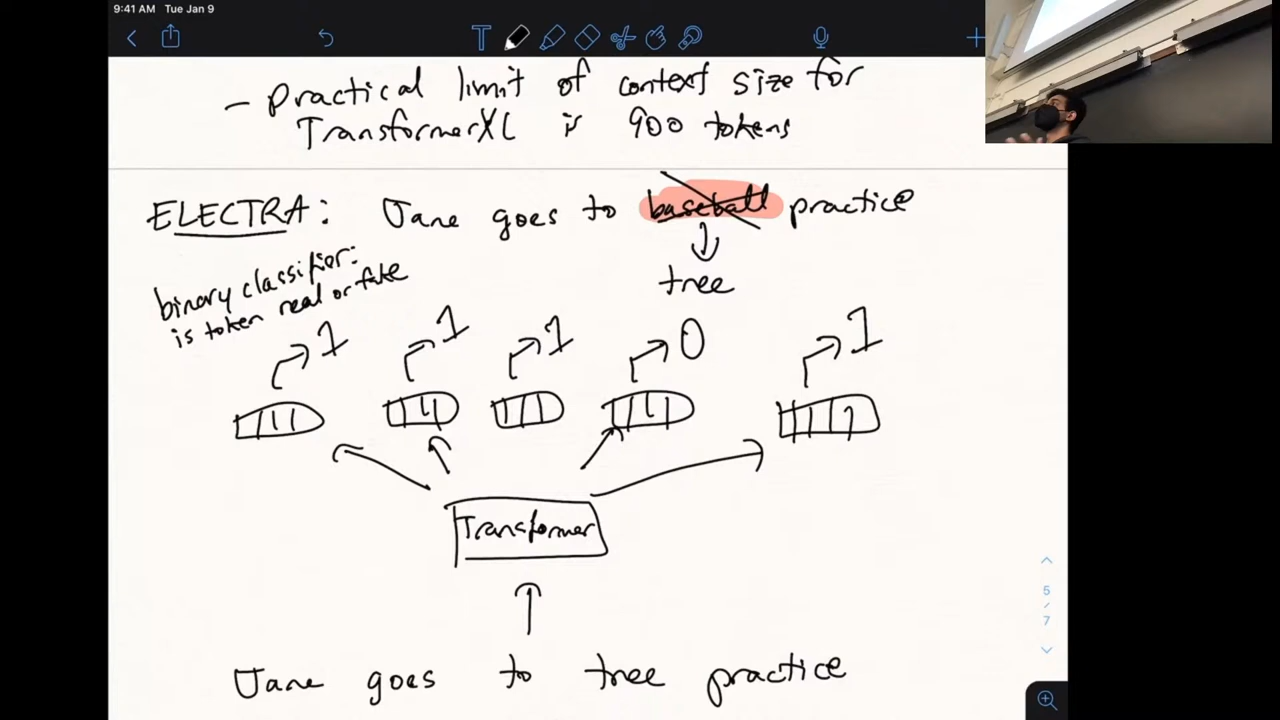 9:41 AM Tue Jan 9
- Practical limit of context size for
TransformerXL is 900 tokens
ELECTRA: Jane goes to baseball practice
tree
binary classifier:
is token real or fake
1 1 1 0 1
Transformer
Jane goes to tree practice
5
/
7